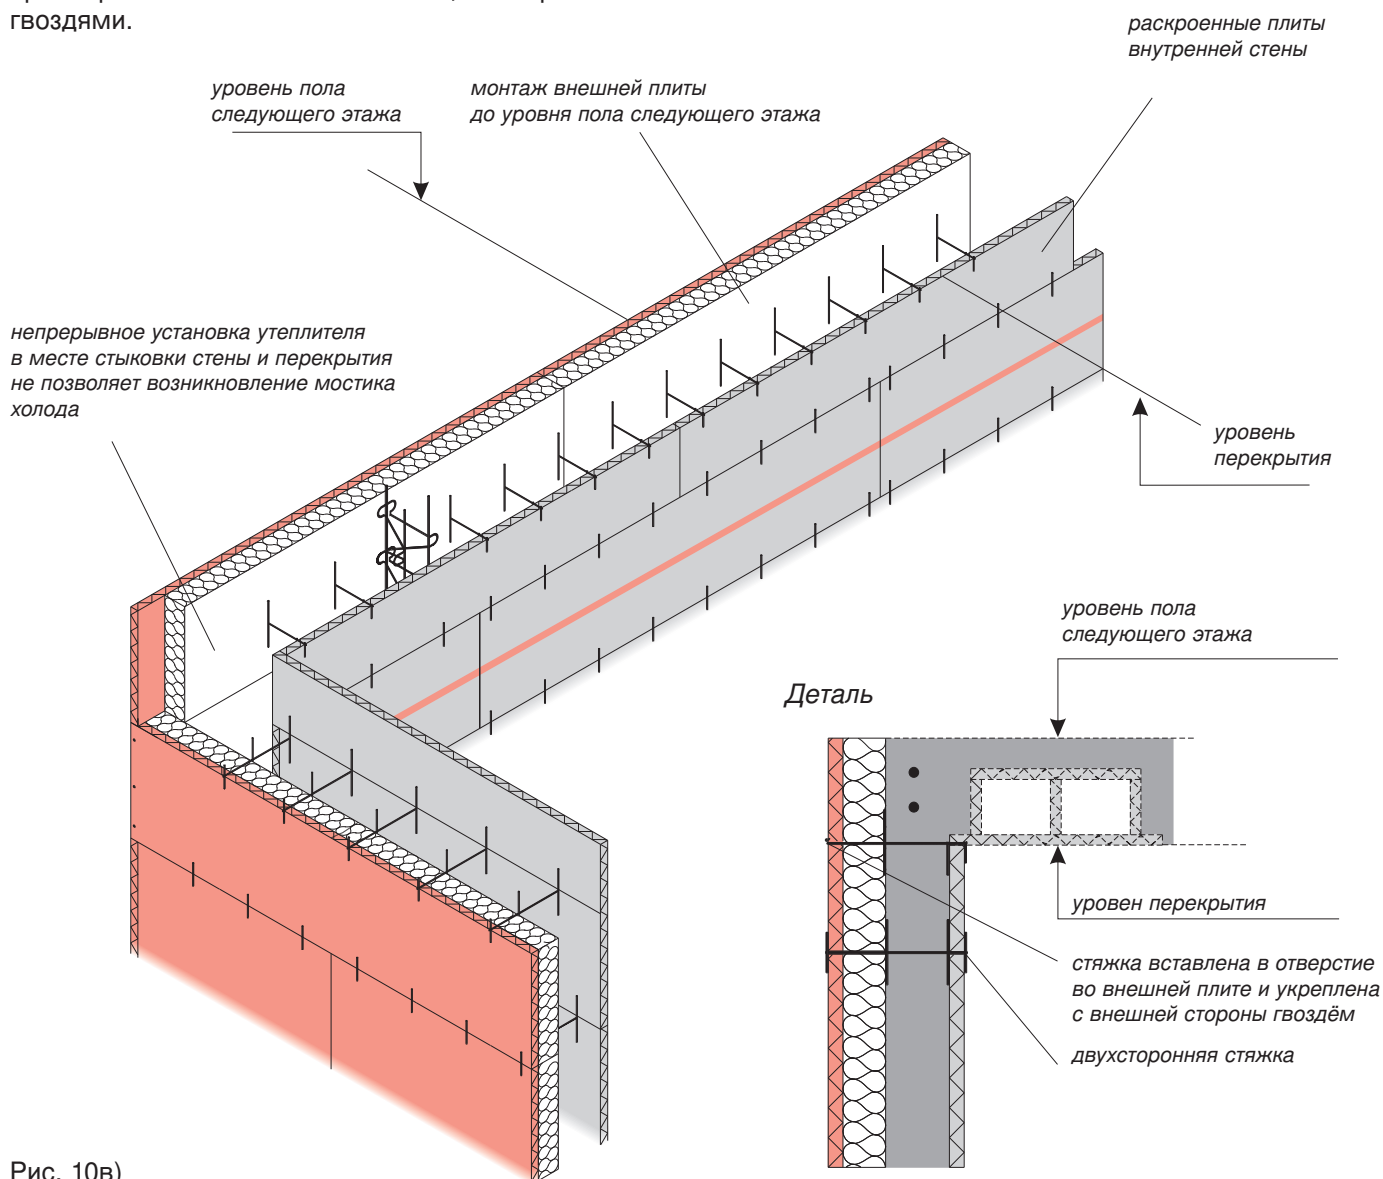 гвоздями.
раскроенные плиты
внутренней стены
уровень пола
следующего этажа
монтаж внешней плиты
до уровня пола следующего этажа
непрерывное установка утеплителя
в месте стыковки стены и перекрытия
не позволяет возникновление мостика
холода
уровень
перекрытия
уровень пола
следующего этажа
Деталь
уровен перекрытия
стяжка вставлена в отверстие
во внешней плите и укреплена
с внешней стороны гвоздём
двухсторонняя стяжка
Рис. 10в)